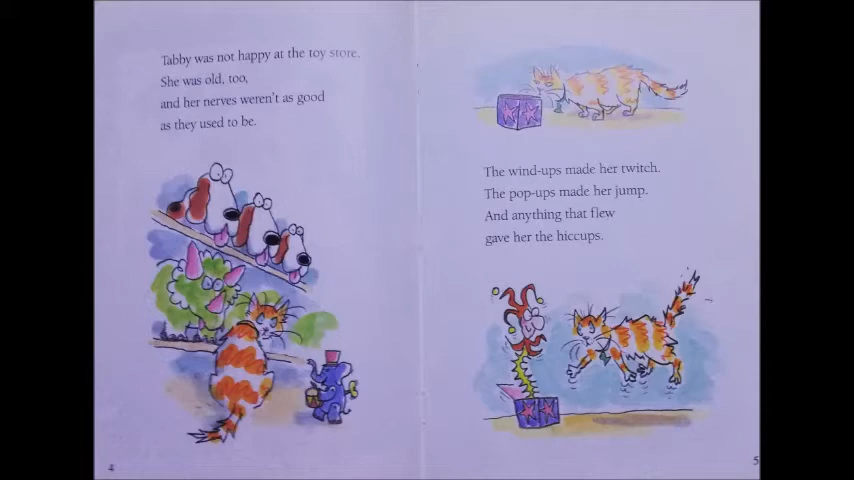 Tabby was not happy at the toy store.
She was old, too,
and her nerves weren't as good
as they used to be.
4
The wind-ups made her twitch.
The pop-ups made her jump.
And anything that flew
gave her the hiccups.
5